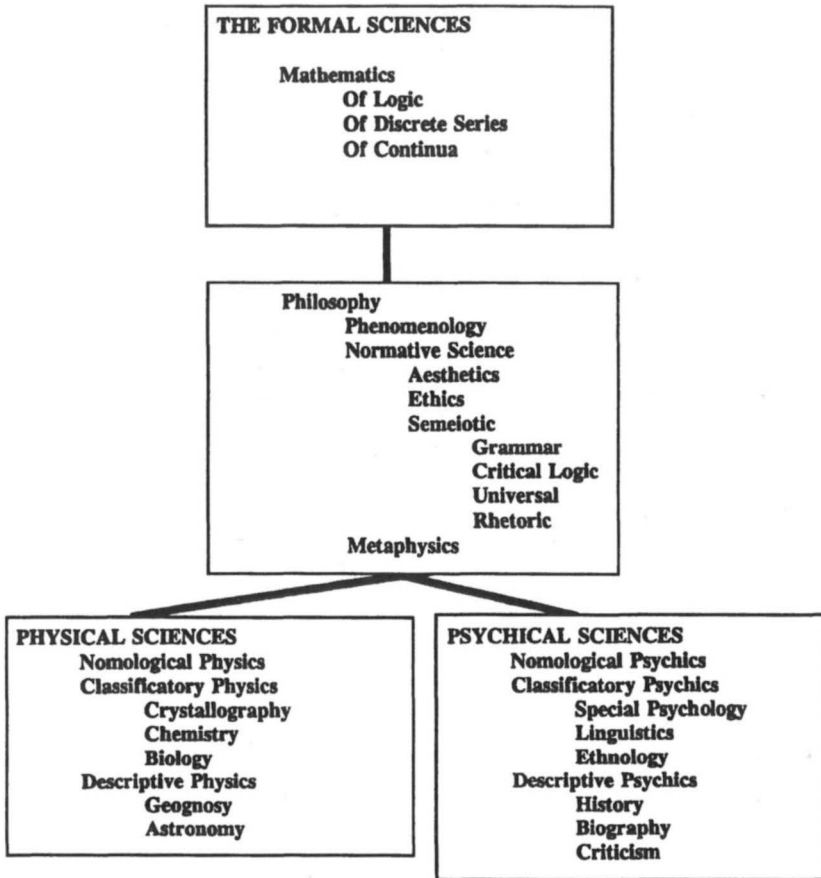 THE FORMAL SCIENCES
Mathematics
Of Logic
Of Discrete Series
Of Continua
Philosophy
Phenomenology
Normative Science
Aesthetics
Ethics
Semeiotic
Grammar
Critical Logic
Universal
Rhetoric
Metaphysics
PHYSICAL SCIENCES
Nomological Physics
Classificatory Physics
Crystallography
Chemistry
Biology
Descriptive Physics
Geognosy
Astronomy
PSYCHICAL SCIENCES
Nomological Psychics
Classificatory Psychics
Special Psychology
Linguistics
Ethnology
Descriptive Psychics
History
Biography
Criticism